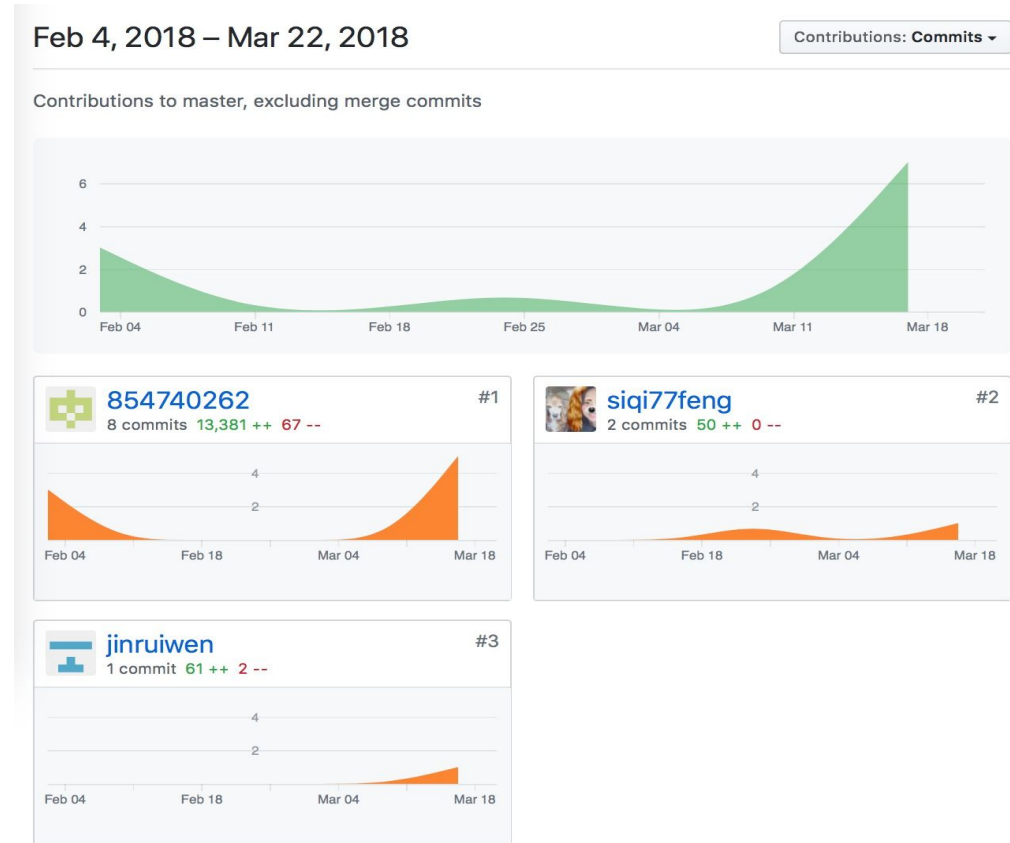 Feb 4, 2018 – Mar 22, 2018
Contributions: Commits
Contributions to master, excluding merge commits
6
4
2
0
Feb 04 Feb 11 Feb 18 Feb 25 Mar 04 Mar 11 Mar 18
854740262 #1
8 commits 13,381 ++ 67 --
4
2
Feb 04 Feb 18 Mar 04 Mar 18
siqi77feng #2
2 commits 50 ++ 0 --
4
2
Feb 04 Feb 18 Mar 04 Mar 18
jinruiwen #3
1 commit 61 ++ 2 --
4
2
Feb 04 Feb 18 Mar 04 Mar 18